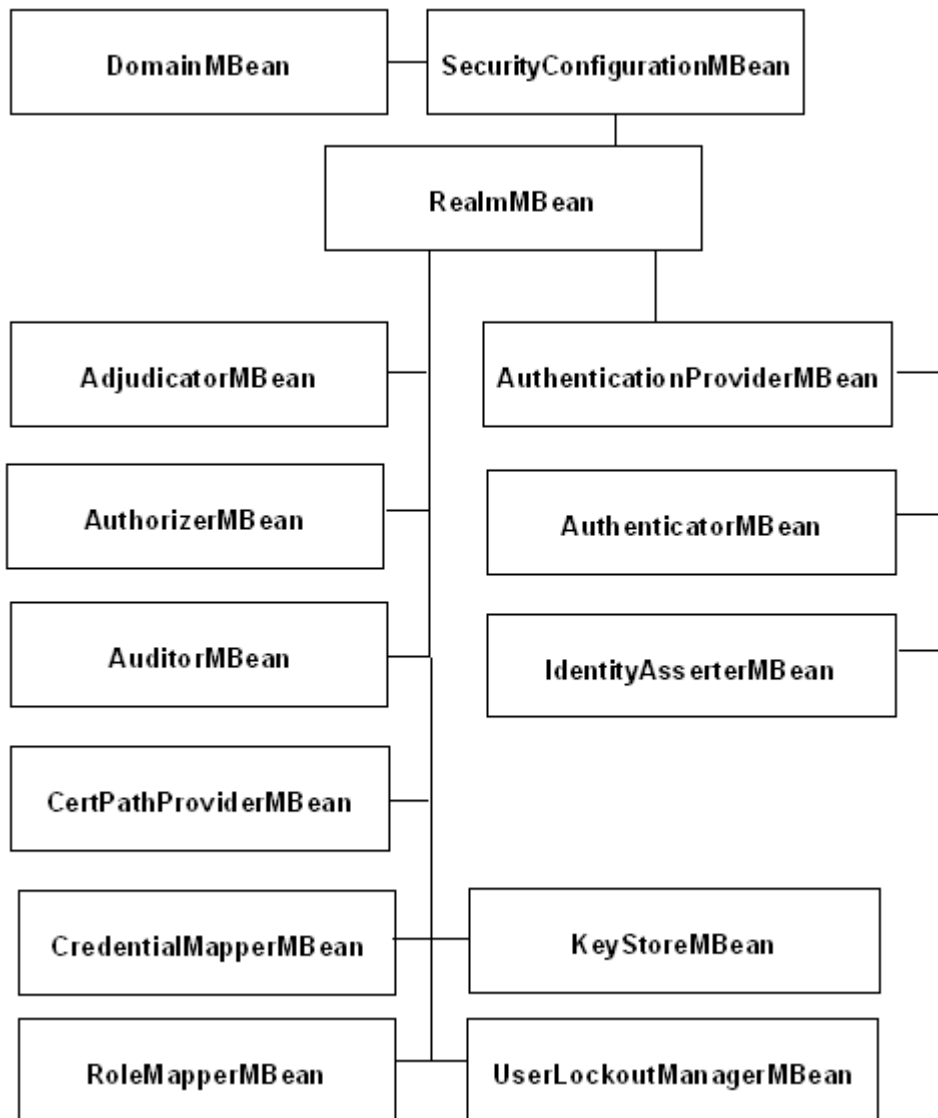 DomainMBean
SecurityConfigurationMBean
RealmMBean
AdjudicatorMBean
AuthenticationProviderMBean
AuthorizerMBean
AuthenticatorMBean
AuditorMBean
IdentityAsserterMBean
CertPathProviderMBean
CredentialMapperMBean
KeyStoreMBean
RoleMapperMBean
UserLockoutManagerMBean